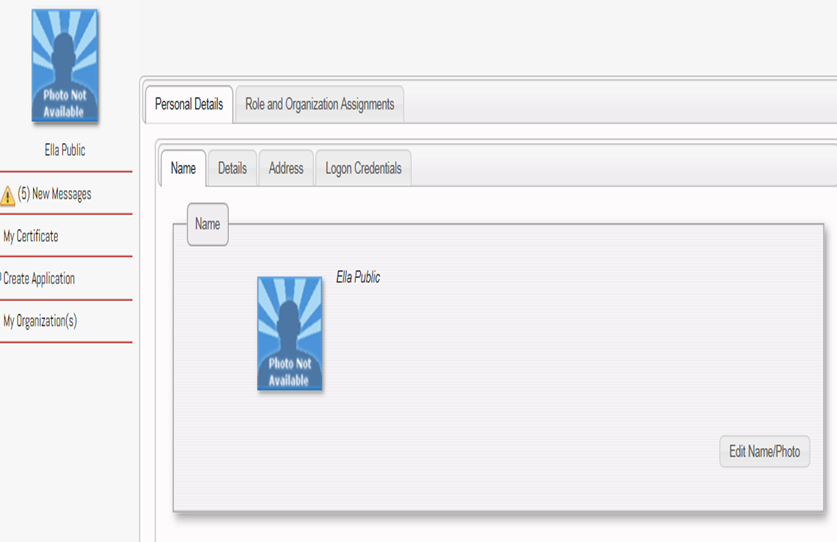 Photo Not
Available
Ella Public
(5) New Messages
My Certificate
Create Application
My Organization(s)
Personal Details
Role and Organization Assignments
Name
Details
Address
Logon Credentials
Name
Ella Public
Photo Not
Available
Edit Name/Photo